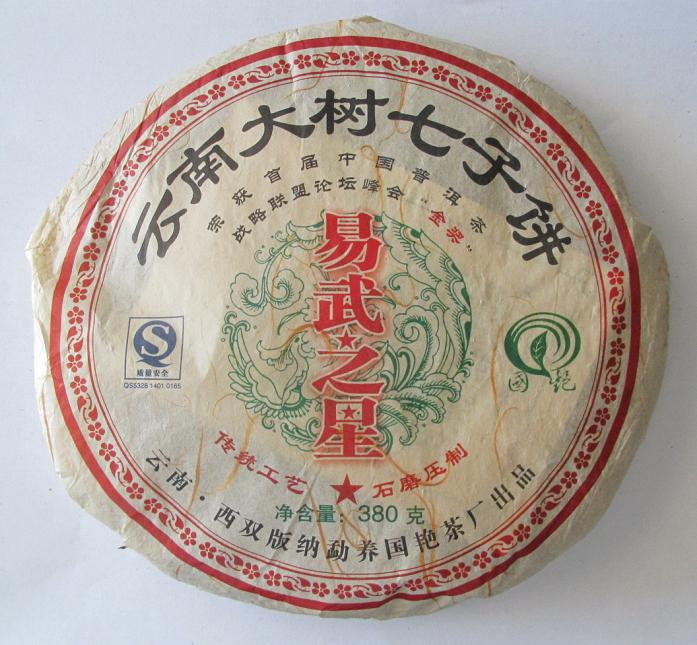 云南大树七子饼
荣获首届中国普洱茶
战略联盟论坛峰会“金奖”
易武之星
质量安全
QS5328 1401 0165
国艳
传统工艺
石磨压制
净含量：380 克
云南·西双版纳勐养国艳茶厂出品